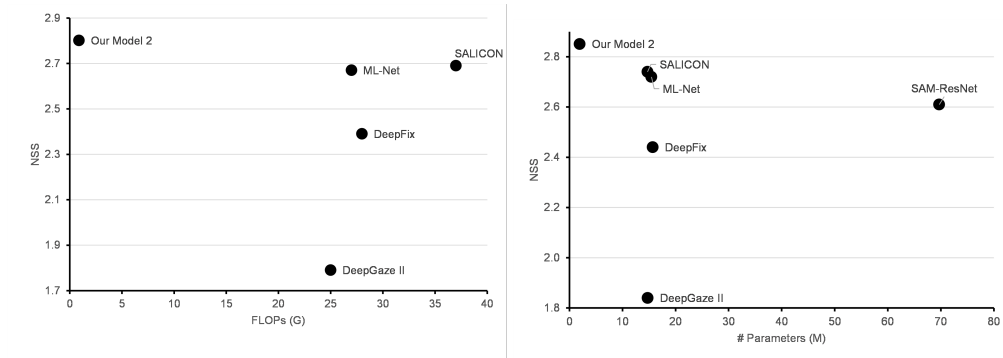 2.9
Our Model 2
2.7
SALICON
ML-Net
2.5
DeepFix
2.3
NSS
2.1
1.9
DeepGaze II
1.7
0 5 10 15 20 25 30 35 40
FLOPs (G)
2.8
Our Model 2
SALICON
ML-Net
SAM-ResNet
2.6
DeepFix
2.4
NSS
2.2
2.0
DeepGaze II
1.8
0 10 20 30 40 50 60 70 80
# Parameters (M)